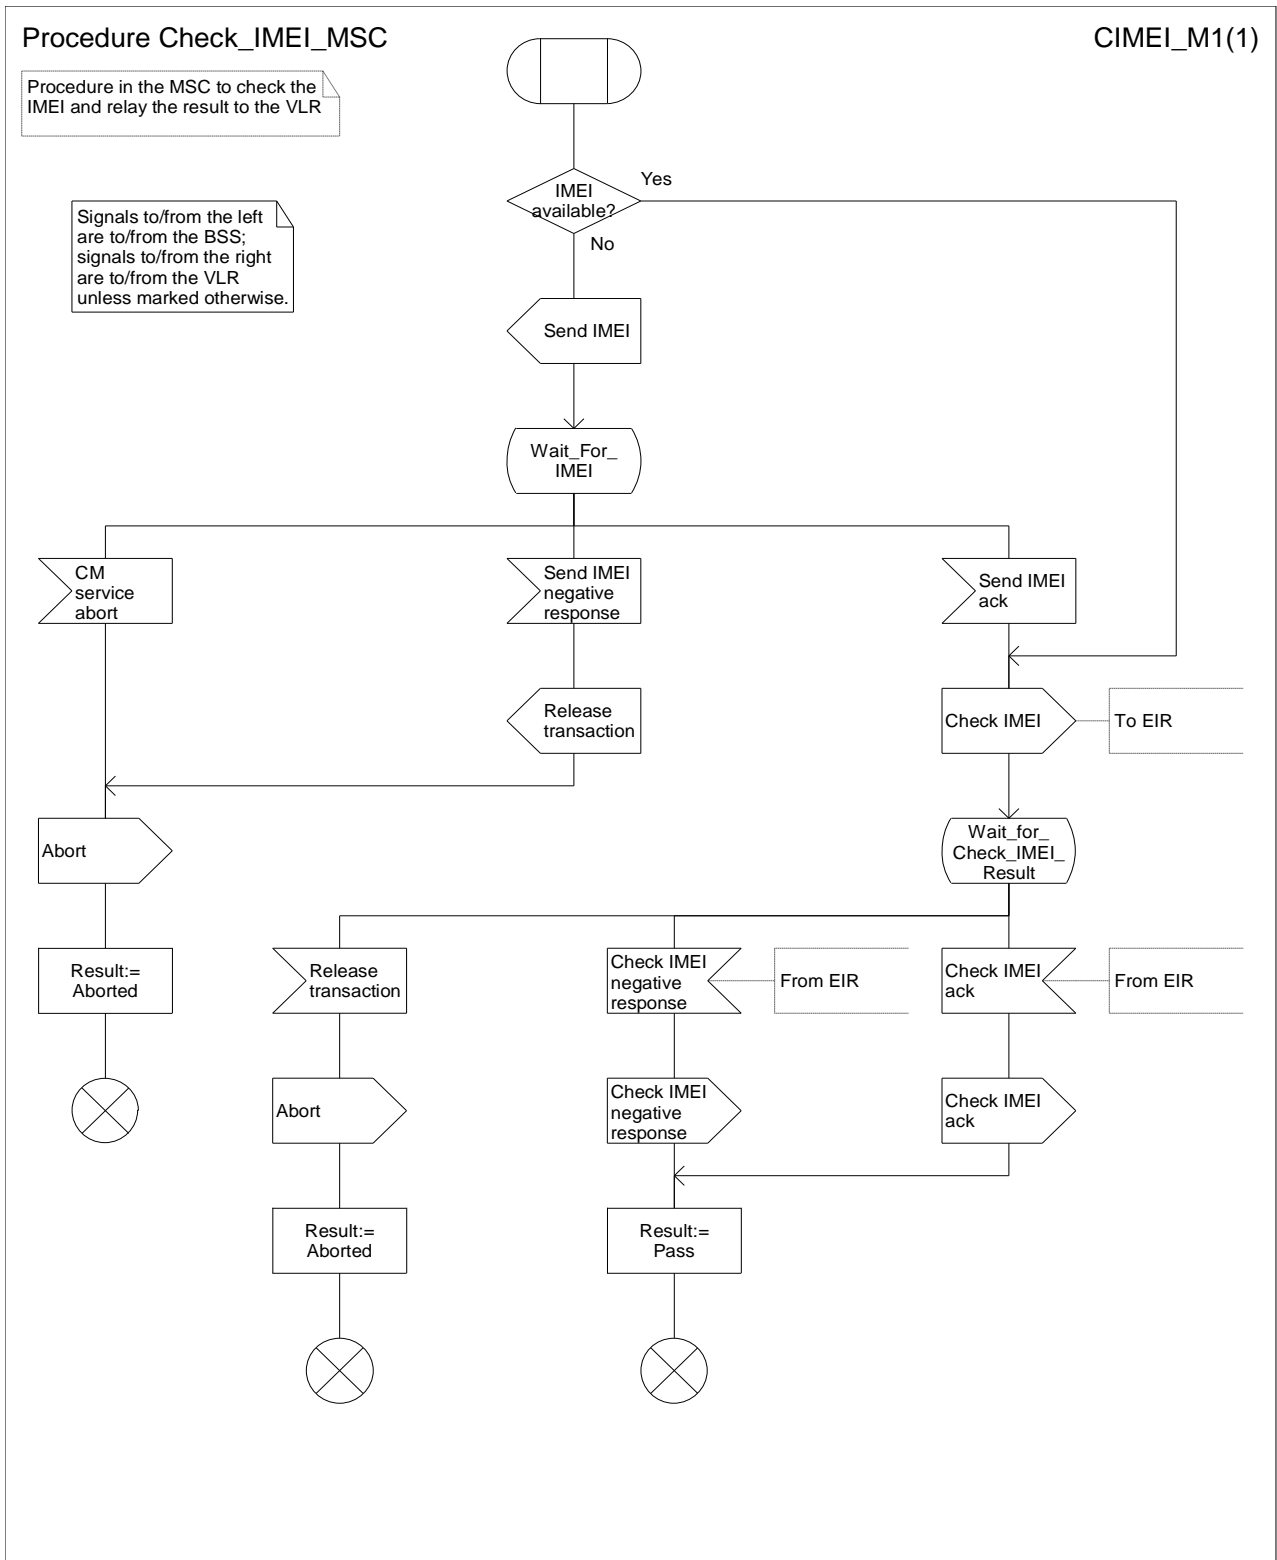 Procedure Check_IMEI_MSC
CIMEI_M1(1)
Procedure in the MSC to check the
IMEI and relay the result to the VLR
Signals to/from the left
are to/from the BSS;
signals to/from the right
are to/from the VLR
unless marked otherwise.
IMEI
available?
Yes
No
Send IMEI
Wait_For_
IMEI
CM
service
abort
Send IMEI
negative
response
Send IMEI
ack
Release
transaction
Check IMEI
To EIR
Abort
Wait_for_
Check_IMEI_
Result
Result:=
Aborted
Release
transaction
Check IMEI
negative
response
From EIR
Check IMEI
ack
From EIR
Abort
Check IMEI
negative
response
Check IMEI
ack
Result:=
Aborted
Result:=
Pass